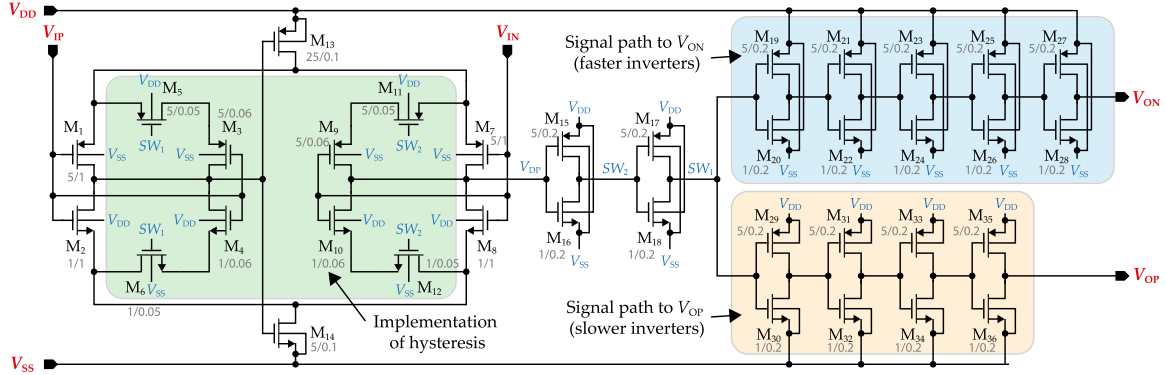 VDD
VIP
VIN
M13
25/0.1
VDD
M5
5/0.05
5/0.06
SW1
M1
5/1
VSS
VSS
M3
VDD
VDD
M2
1/1
SW1
M4
1/0.06
M6
VSS
1/0.05
VDD
M11
5/0.05
SW2
M9
5/0.06
VSS
M7
5/1
VSS
VDD
VDD
SW2
M10
1/0.06
1/0.05
M8
1/1
VSS
M12
M14
5/0.1
Implementation
of hysteresis
VSS
VDP
VDD
M15
5/0.2
M16
1/0.2
VSS
SW2
VDD
M17
5/0.2
M18
1/0.2
VSS
SW1
Signal path to VON
(faster inverters)
M19
5/0.2
M21
5/0.2
M23
5/0.2
M25
5/0.2
M27
5/0.2
M20
1/0.2
VSS
M22
1/0.2
VSS
M24
1/0.2
VSS
M26
1/0.2
VSS
M28
1/0.2
VSS
VON
Signal path to VOP
(slower inverters)
VDD
VDD
VDD
VDD
M29
5/0.2
M31
5/0.2
M33
5/0.2
M35
5/0.2
M30
1/0.2
M32
1/0.2
M34
1/0.2
M36
1/0.2
VOP